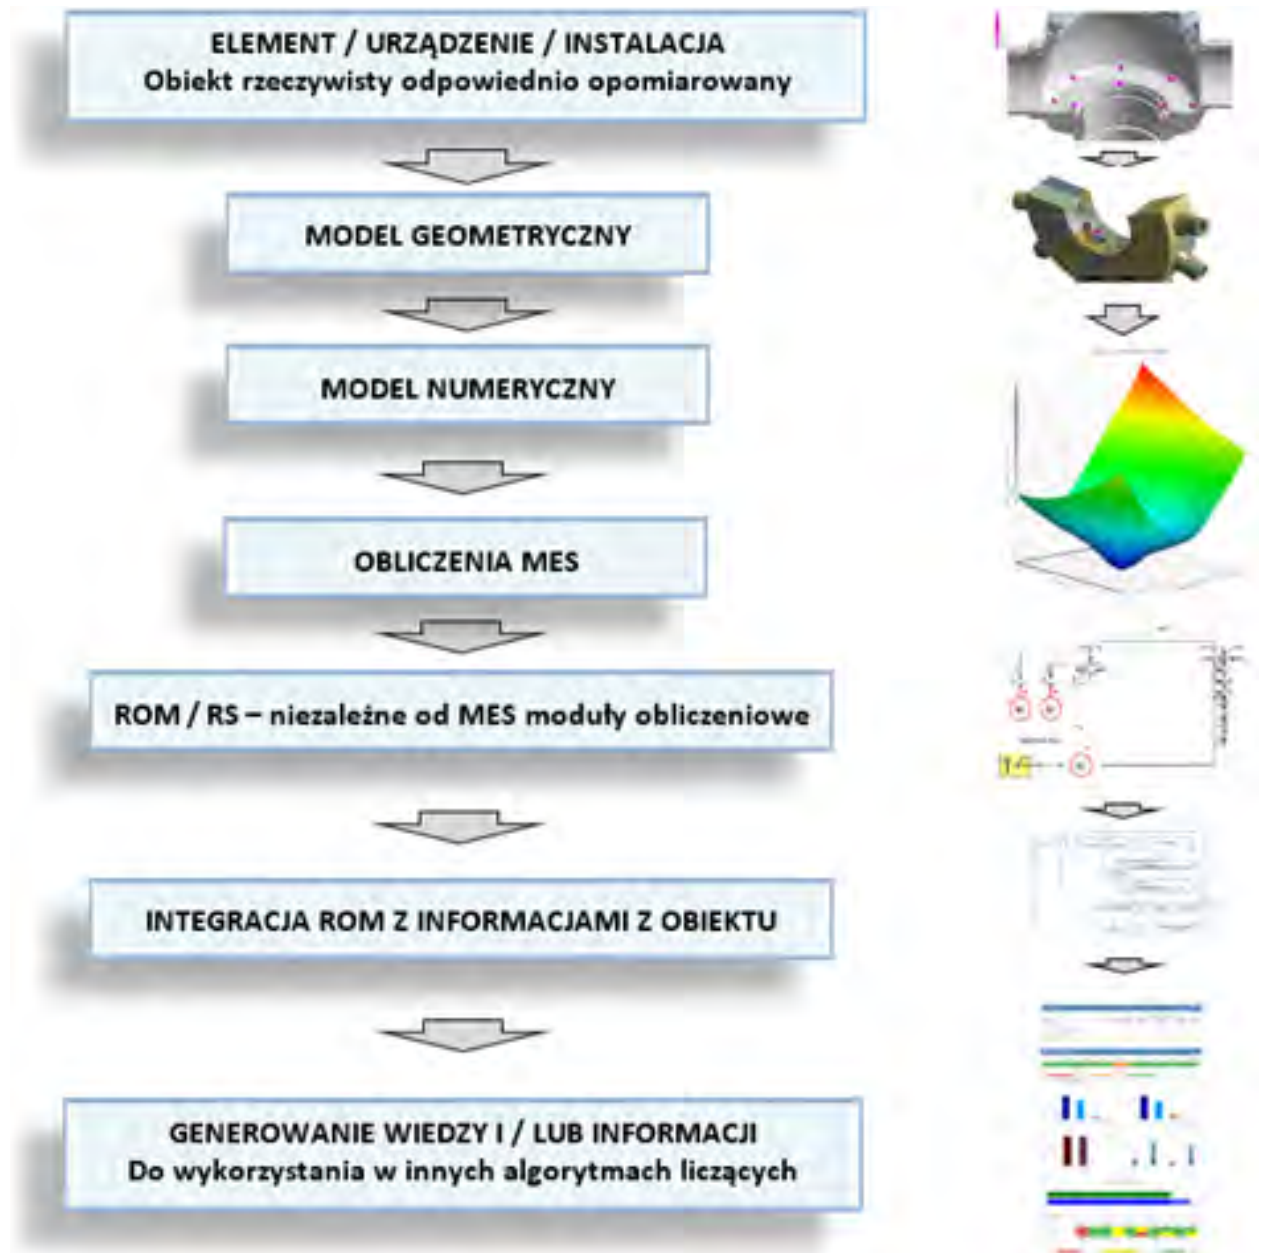 ELEMENT / URZĄDZENIE / INSTALACJA
Obiekt rzeczywisty odpowiednio opomiarowany
MODEL GEOMETRYCZNY
MODEL NUMERYCZNY
OBLICZENIA MES
ROM / RS – niezależne od MES moduły obliczeniowe
INTEGRACJA ROM Z INFORMACJAMI Z OBIEKTU
GENEROWANIE WIEDZY I / LUB INFORMACJI
Do wykorzystania w innych algorytmach liczących